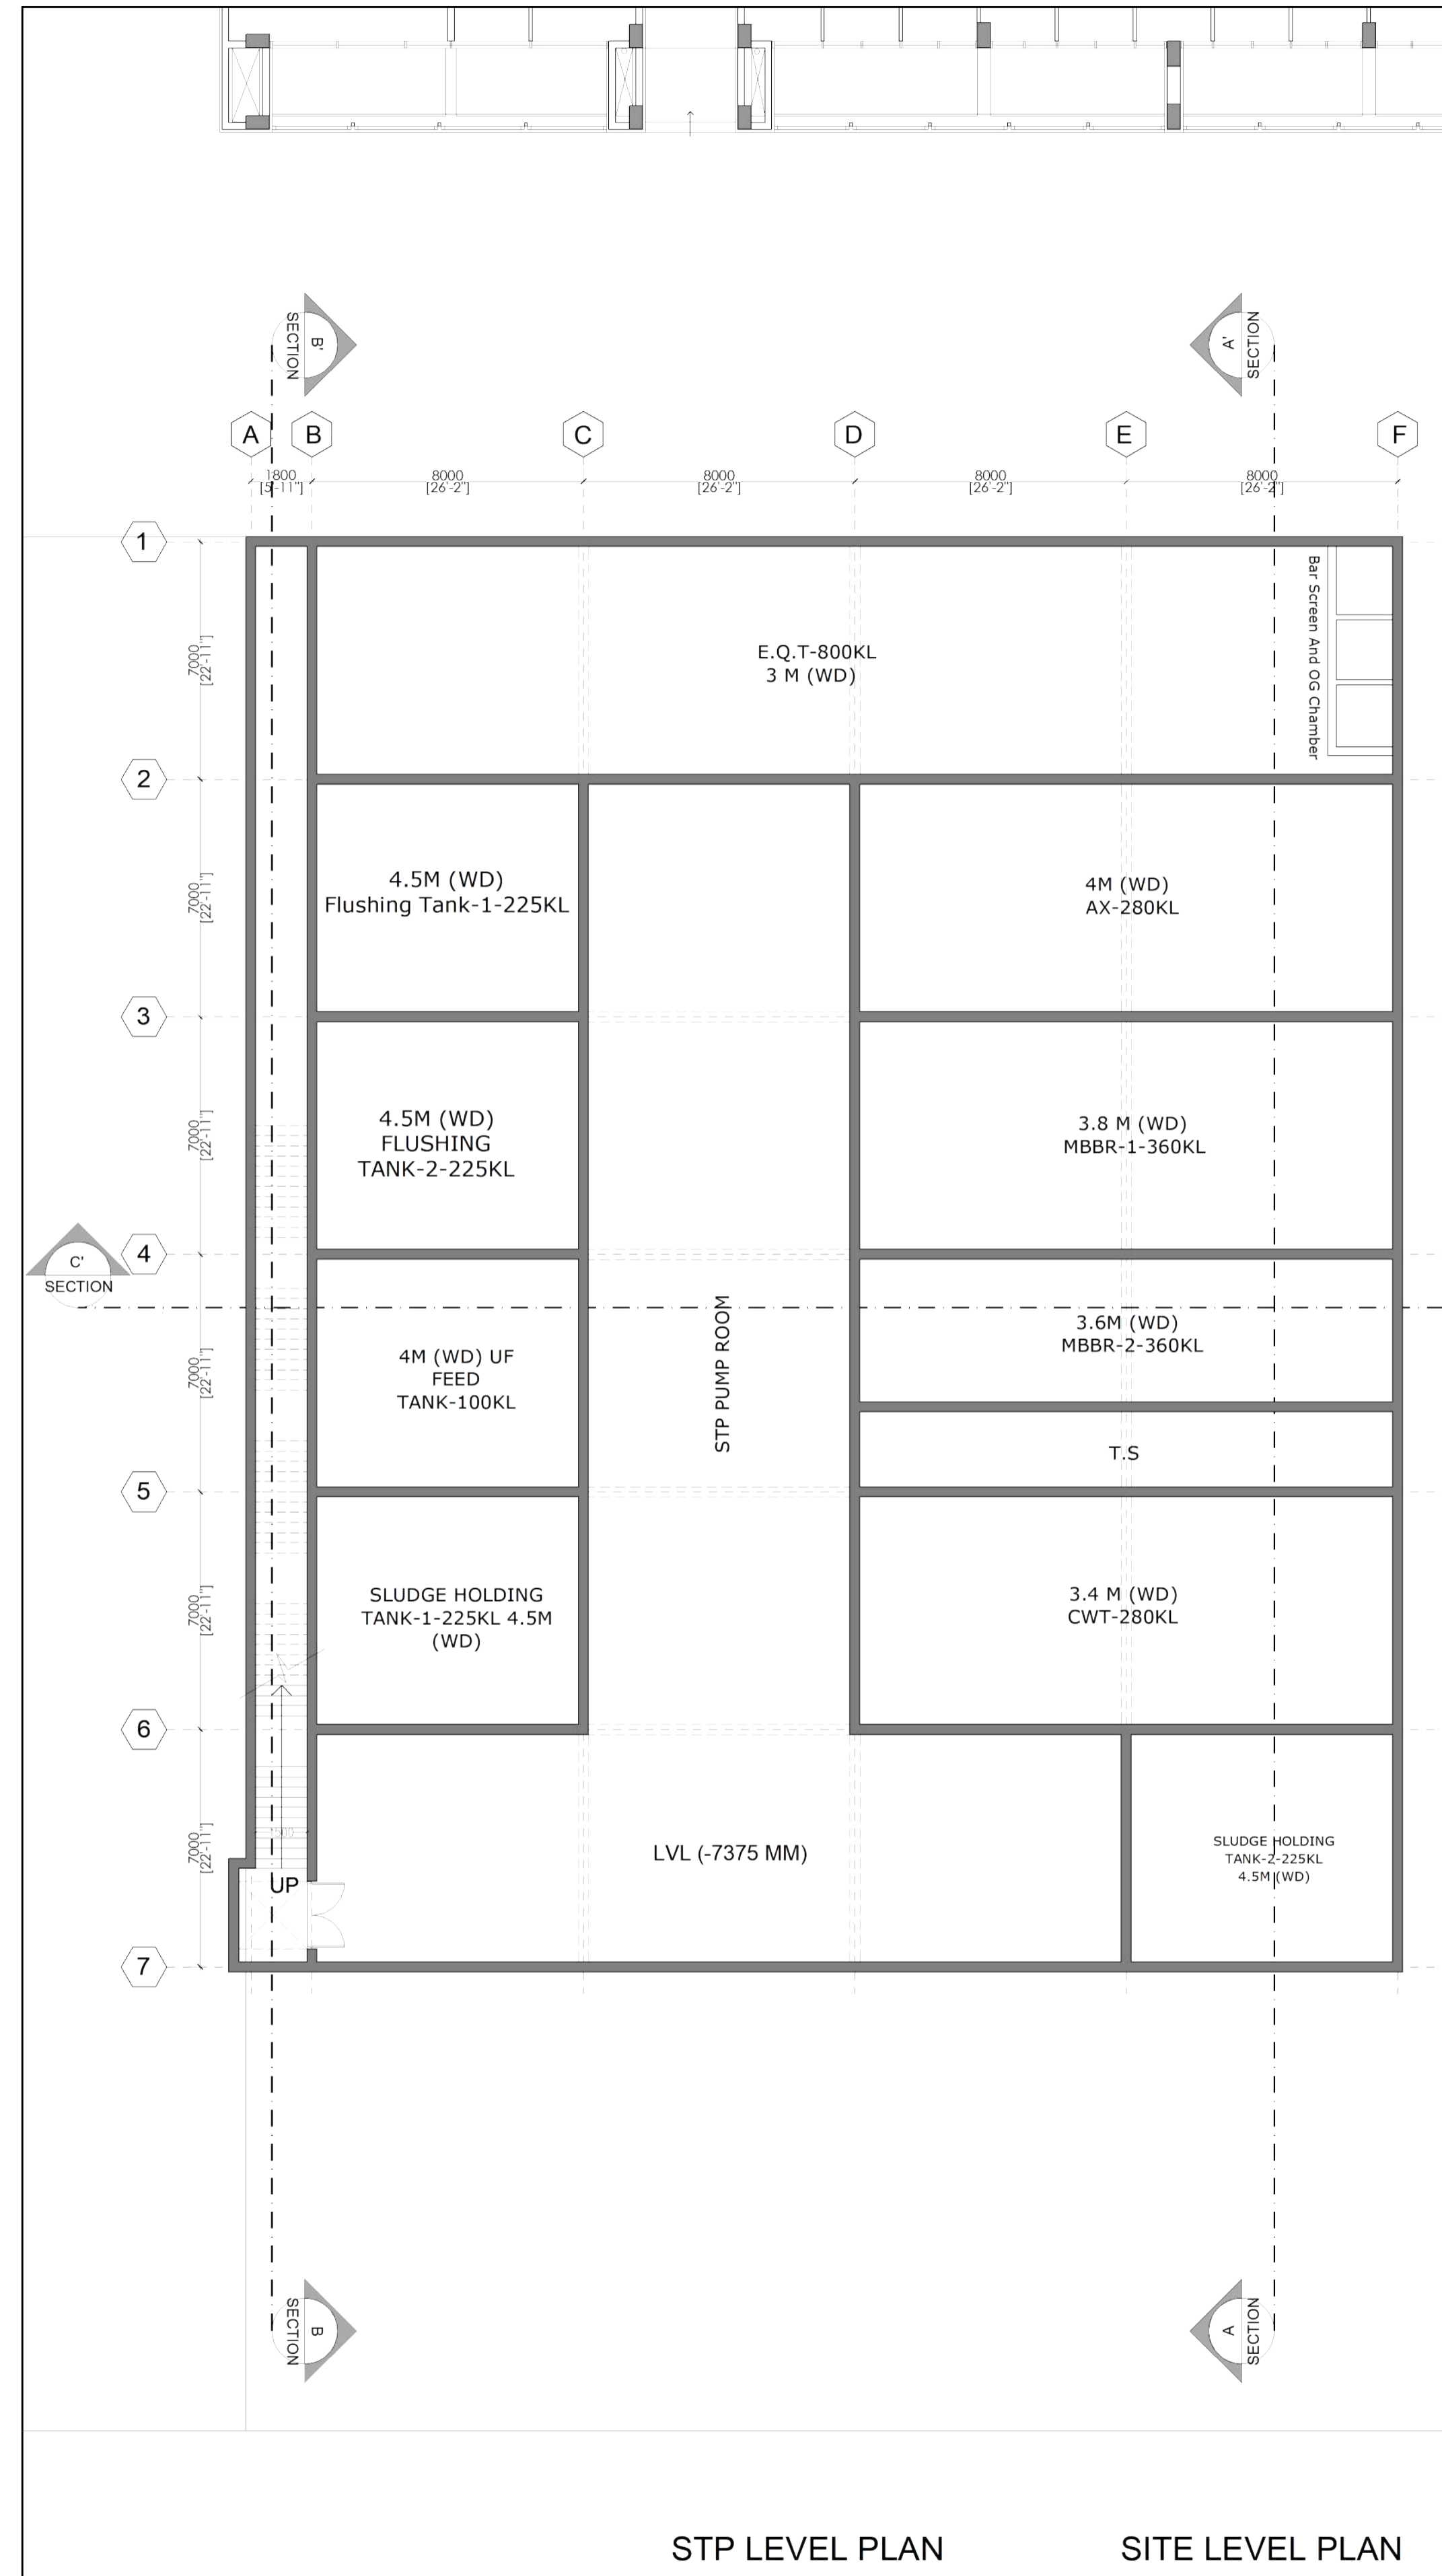 SECTION
B'
A'
SECTION
A
B
C
D
E
F
1800
[5'-11"]
8000
[26'-2"]
8000
[26'-2"]
8000
[26'-2"]
8000
[26'-2"]
1
7000
[22'-11"]
E.Q.T-800KL
3 M (WD)
Bar Screen And OG Chamber
2
7000
[22'-11"]
4.5M (WD)
Flushing Tank-1-225KL
4M (WD)
AX-280KL
3
7000
[22'-11"]
4.5M (WD)
FLUSHING
TANK-2-225KL
3.8 M (WD)
MBBR-1-360KL
C'
SECTION
4
7000
[22'-11"]
4M (WD) UF
FEED
TANK-100KL
STP PUMP ROOM
3.6M (WD)
MBBR-2-360KL
T.S
5
7000
[22'-11"]
SLUDGE HOLDING
TANK-1-225KL 4.5M
(WD)
3.4 M (WD)
CWT-280KL
6
7000
[22'-11"]
LVL (-7375 MM)
SLUDGE HOLDING
TANK-2-225KL
4.5M (WD)
UP
7
SECTION
B
A
SECTION
STP LEVEL PLAN
SITE LEVEL PLAN